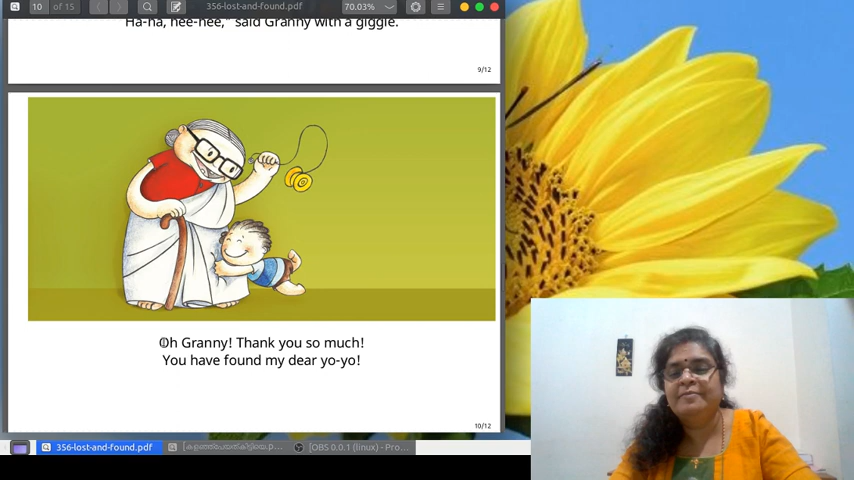 10 of 15
356-lost-and-found.pdf
70.03%
Ha-ha, hee-hee," said Granny with a giggle.
9/12
Oh Granny! Thank you so much!
You have found my dear yo-yo!
10/12
356-lost-and-found.pdf
[OBS 0.0.1 (linux) - Pro...